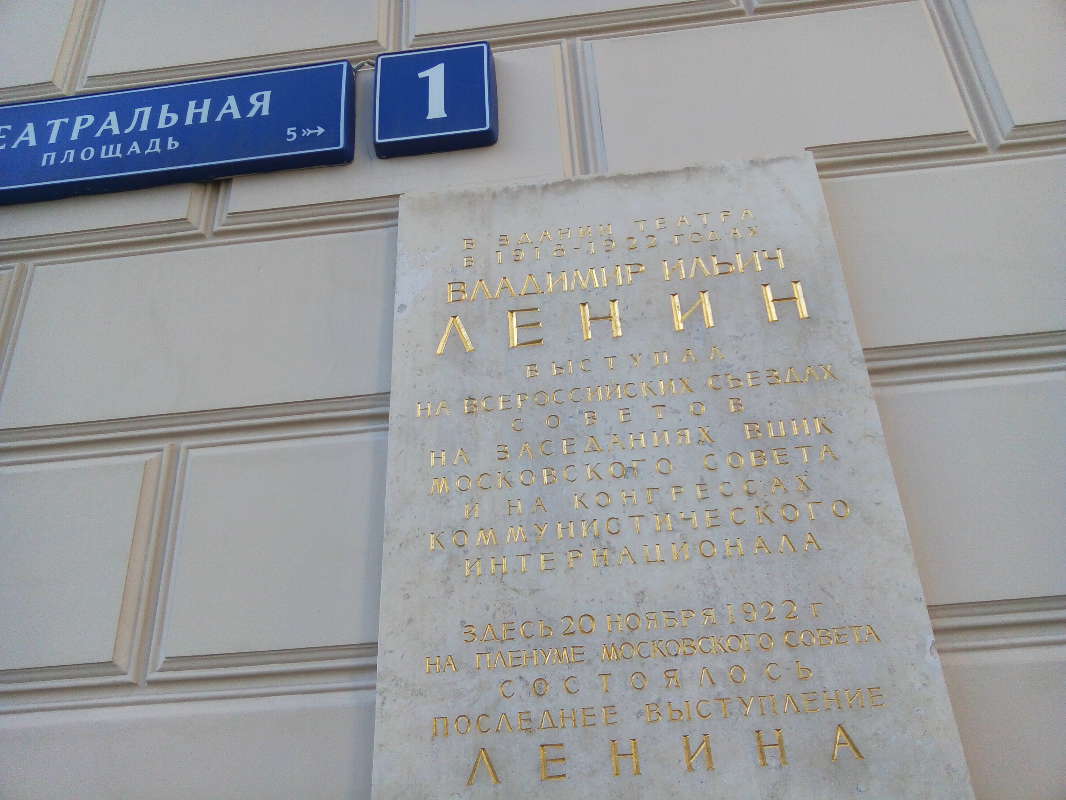 ЕАТРАЛЬНАЯ
ПЛОЩАДЬ
5
1
В ЗДАНИИ ТЕАТРА
В 1918-1922 ГОДАХ
ВЛАДИМИР ИЛЬИЧ
ЛЕНИН
ВЫСТУПАЛ
НА ВСЕРОССИЙСКИХ СЪЕЗДАХ
СОВЕТОВ
НА ЗАСЕДАНИЯХ ВЦИК
МОСКОВСКОГО СОВЕТА
И НА КОНГРЕССАХ
КОММУНИСТИЧЕСКОГО
ИНТЕРНАЦИОНАЛА
ЗДЕСЬ 20 НОЯБРЯ 1922 Г
НА ПЛЕНУМЕ МОСКОВСКОГО СОВЕТА
СОСТОЯЛОСЬ
ПОСЛЕДНЕЕ ВЫСТУПЛЕНИЕ
ЛЕНИНА